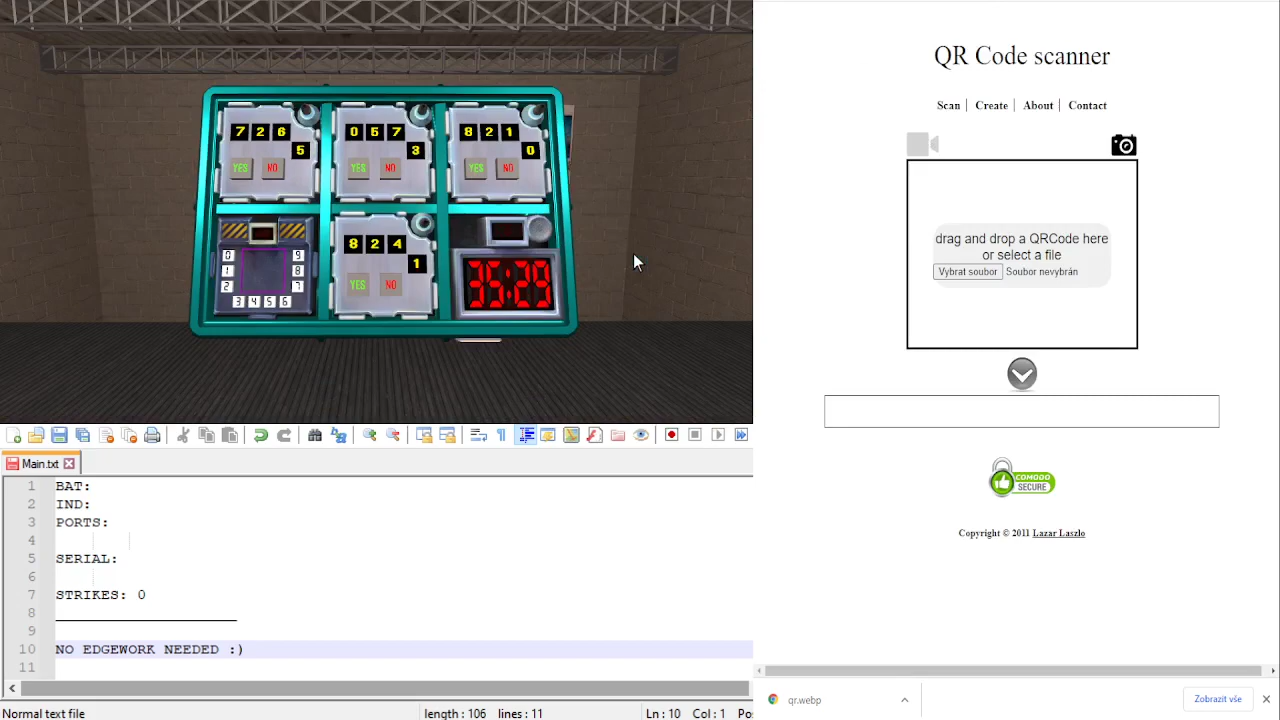 7 2 6
5
YES NO
0 5 7
3
YES NO
8 2 1
0
YES NO
0 9
1 8
2 7
3 4 5 6
8 2 4
1
YES NO
35:29
Main.txt
1 BAT:
2 IND:
3 PORTS:
4
5 SERIAL:
6
7 STRIKES: 0
8
9
10 NO EDGEWORK NEEDED :)
11
Normal text file
length : 106 lines : 11
Ln : 10 Col : 1 Pos
QR Code scanner
Scan Create About Contact
drag and drop a QRCode here
or select a file
Vybrat soubor Soubor nevybrán
COMODO
SECURE
Copyright © 2011 Lazar Laszlo
qr.webp
Zobrazit vše